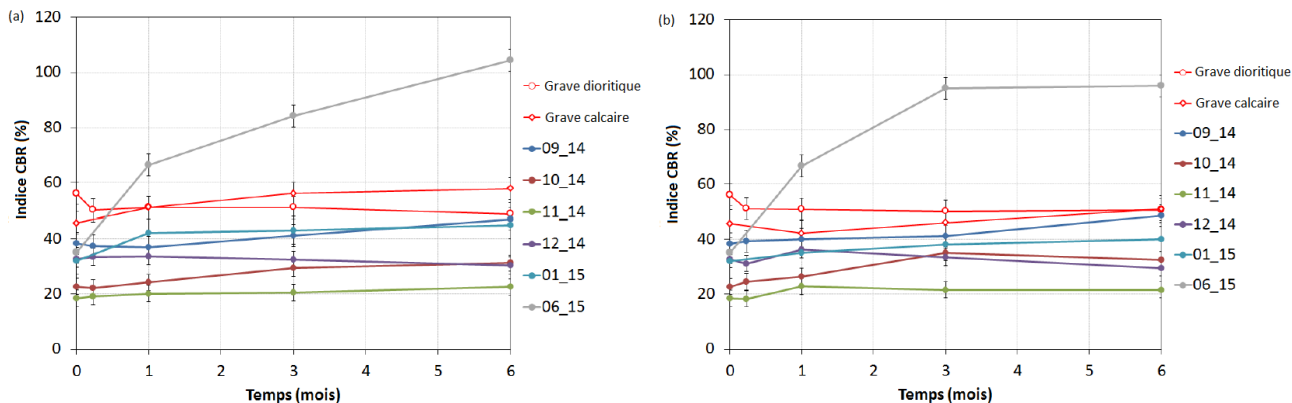 (a)
120
100
80
60
40
20
0
Indice CBR (%)
0 1 2 3 4 5 6
Temps (mois)
Grave dioritique
Grave calcaire
09_14
10_14
11_14
12_14
01_15
06_15
(b)
120
100
80
60
40
20
0
Indice CBR (%)
0 1 2 3 4 5 6
Temps (mois)
Grave dioritique
Grave calcaire
09_14
10_14
11_14
12_14
01_15
06_15